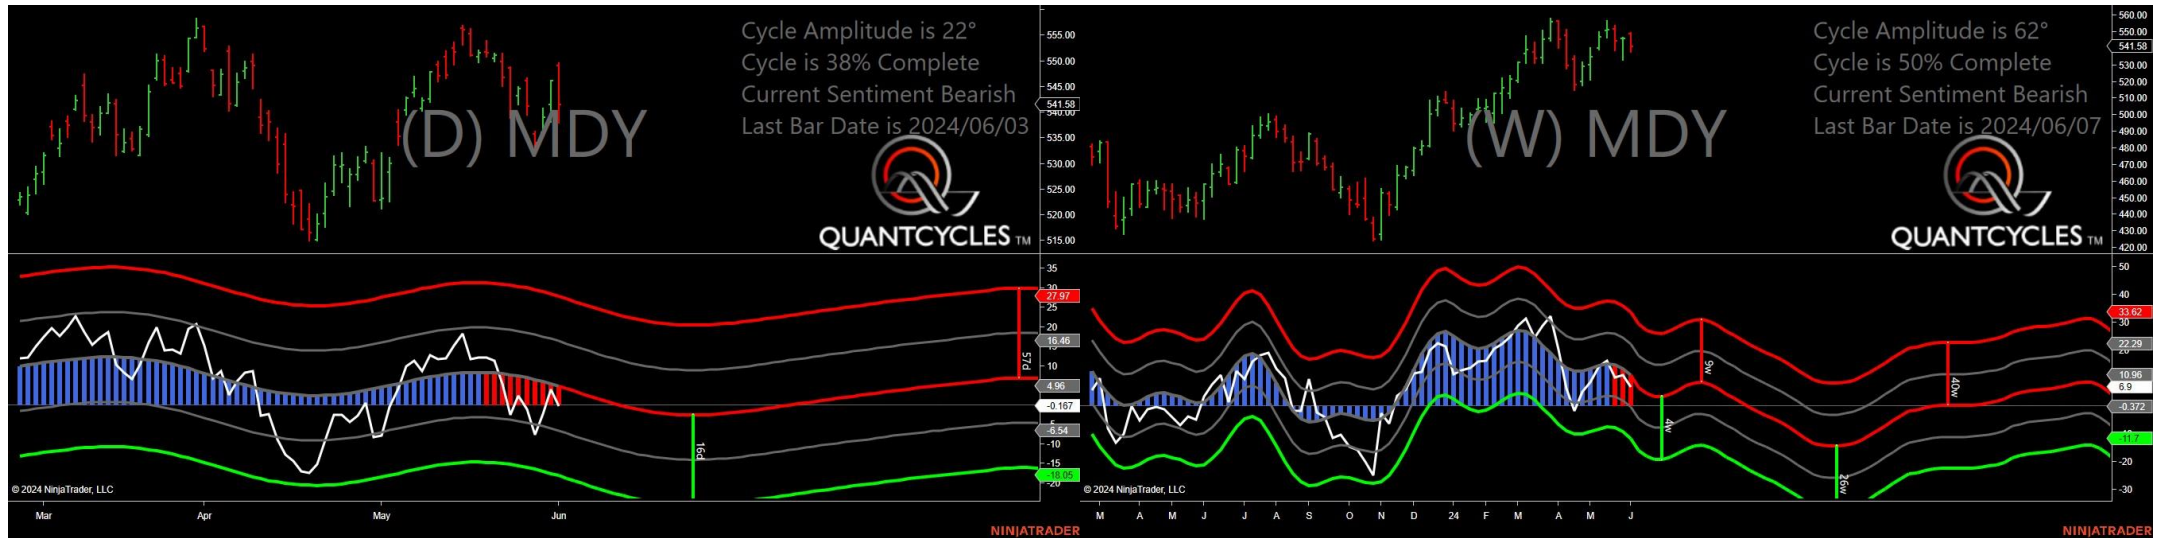 Cycle Amplitude is 22°
Cycle is 38% Complete
Current Sentiment Bearish
Last Bar Date is 2024/06/03
(D) MDY
QUANTCYCLES TM
555.00
550.00
545.00
541.58
540.00
535.00
530.00
525.00
520.00
515.00
35
30
27.97
25
20
16.46
10
4.96
-0.167
-6.54
-10
-15
-18.05
-20
57d
16d
© 2024 NinjaTrader, LLC
Mar Apr May Jun
NINJATRADER
Cycle Amplitude is 62°
Cycle is 50% Complete
Current Sentiment Bearish
Last Bar Date is 2024/06/07
(W) MDY
QUANTCYCLES TM
560.00
550.00
541.58
530.00
520.00
510.00
500.00
490.00
480.00
470.00
460.00
450.00
440.00
430.00
420.00
50
40
33.62
30
22.29
10.96
6.9
-0.372
-11.7
-20
-30
9w
4w
40w
26w
© 2024 NinjaTrader, LLC
M A M J J A S O N D 24 F M A M J
NINJATRADER